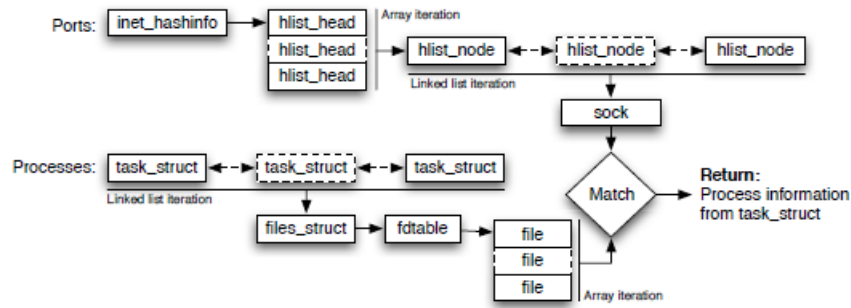 Ports:
inet_hashinfo
hlist_head
hlist_head
hlist_head
Array iteration
hlist_node
hlist_node
hlist_node
Linked list iteration
sock
Processes:
task_struct
task_struct
task_struct
Linked list iteration
files_struct
fdtable
file
file
file
Array iteration
Match
Return:
Process information
from task_struct